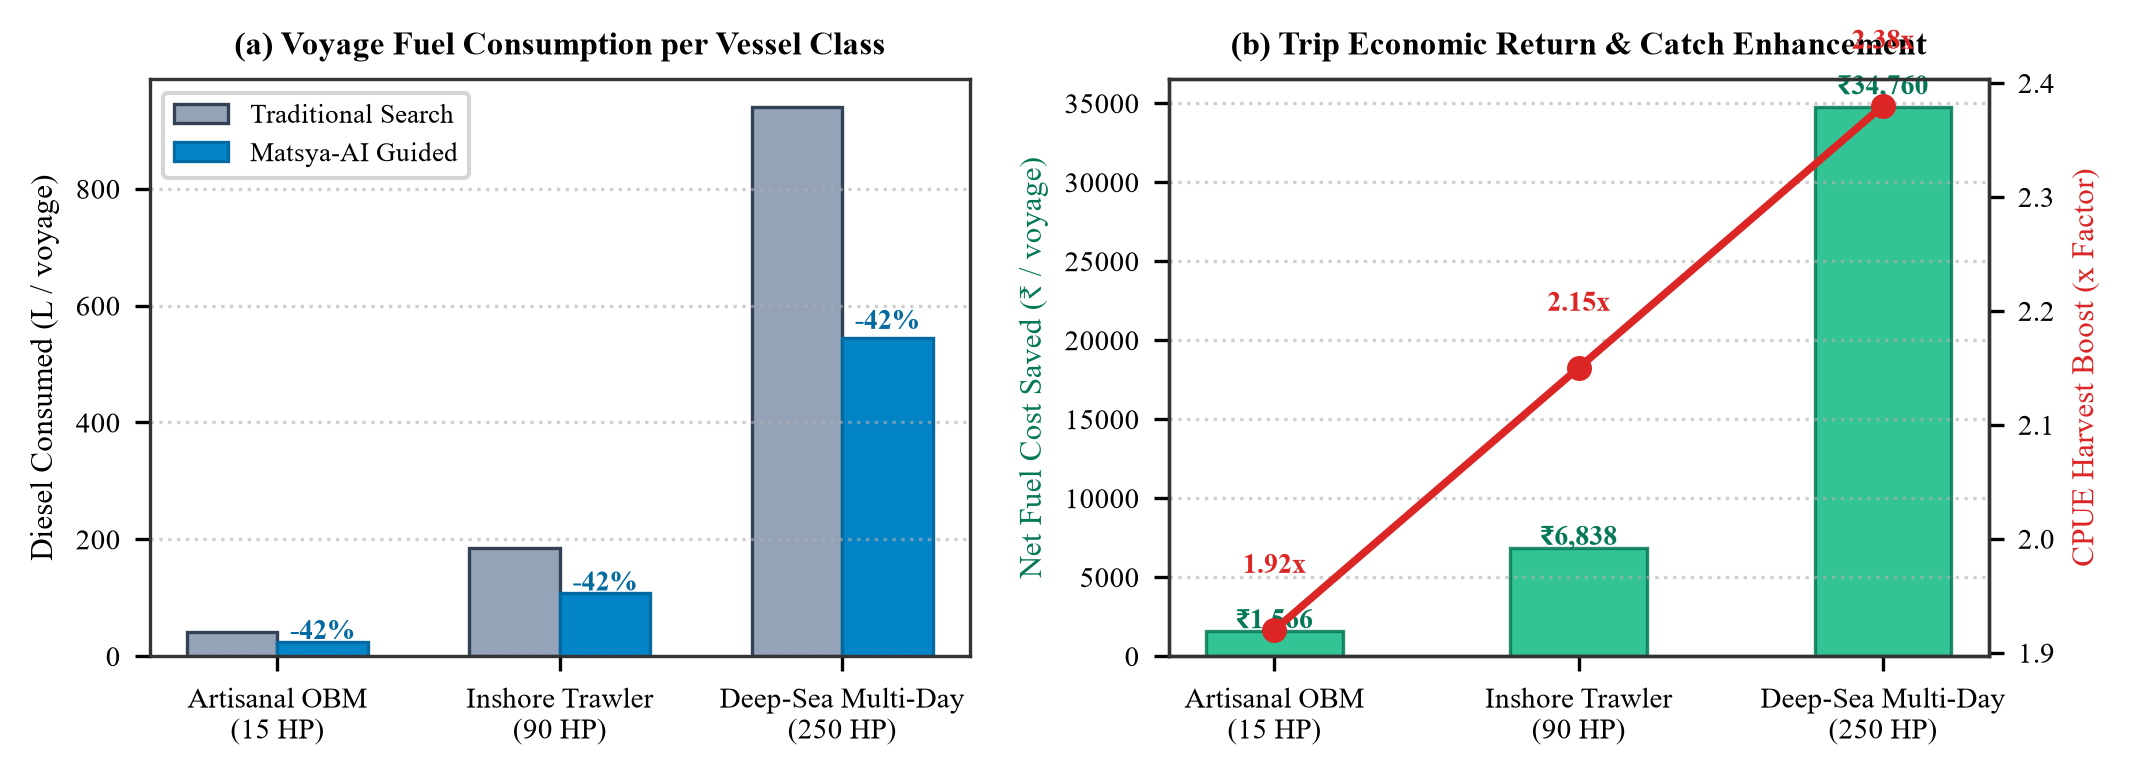 (a) Voyage Fuel Consumption per Vessel Class
Traditional Search
Matsya-AI Guided
Diesel Consumed (L / voyage)
800
600
400
200
0
-42%
-42%
-42%
Artisanal OBM
(15 HP)
Inshore Trawler
(90 HP)
Deep-Sea Multi-Day
(250 HP)
(b) Trip Economic Return & Catch Enhancement
Net Fuel Cost Saved (₹ / voyage)
35000
30000
25000
20000
15000
10000
5000
0
2.38x
₹34,760
2.15x
₹6,838
1.92x
₹1,566
2.4
2.3
2.2
2.1
2.0
1.9
CPUE Harvest Boost (x Factor)
Artisanal OBM
(15 HP)
Inshore Trawler
(90 HP)
Deep-Sea Multi-Day
(250 HP)